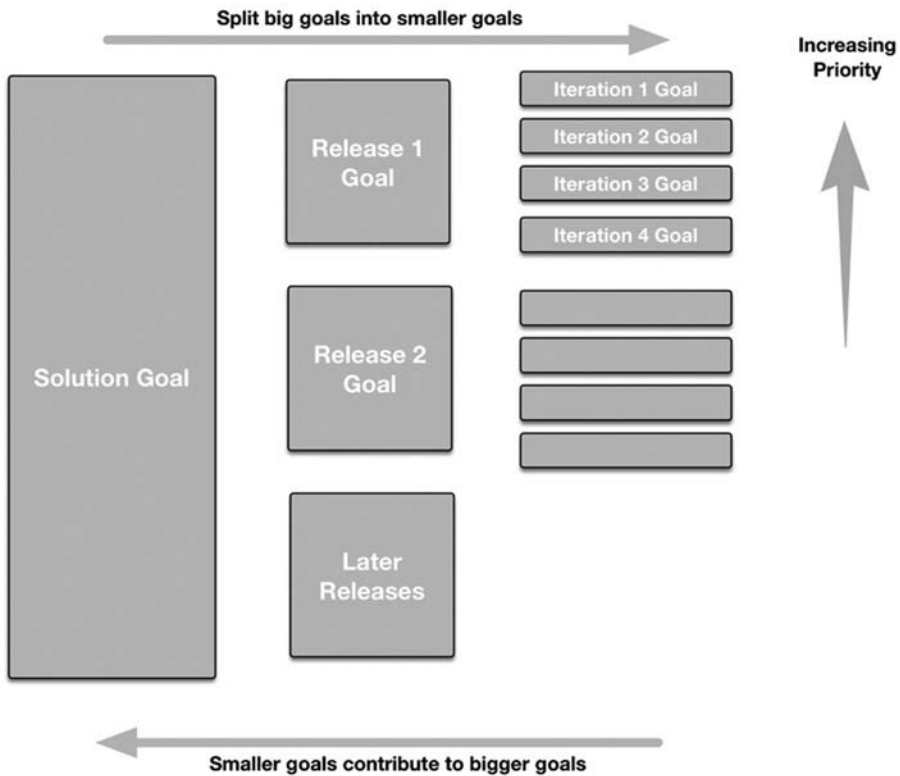 Split big goals into smaller goals
Increasing
Priority
Iteration 1 Goal
Release 1
Goal
Iteration 2 Goal
Iteration 3 Goal
Iteration 4 Goal
Solution Goal
Release 2
Goal
Later
Releases
Smaller goals contribute to bigger goals